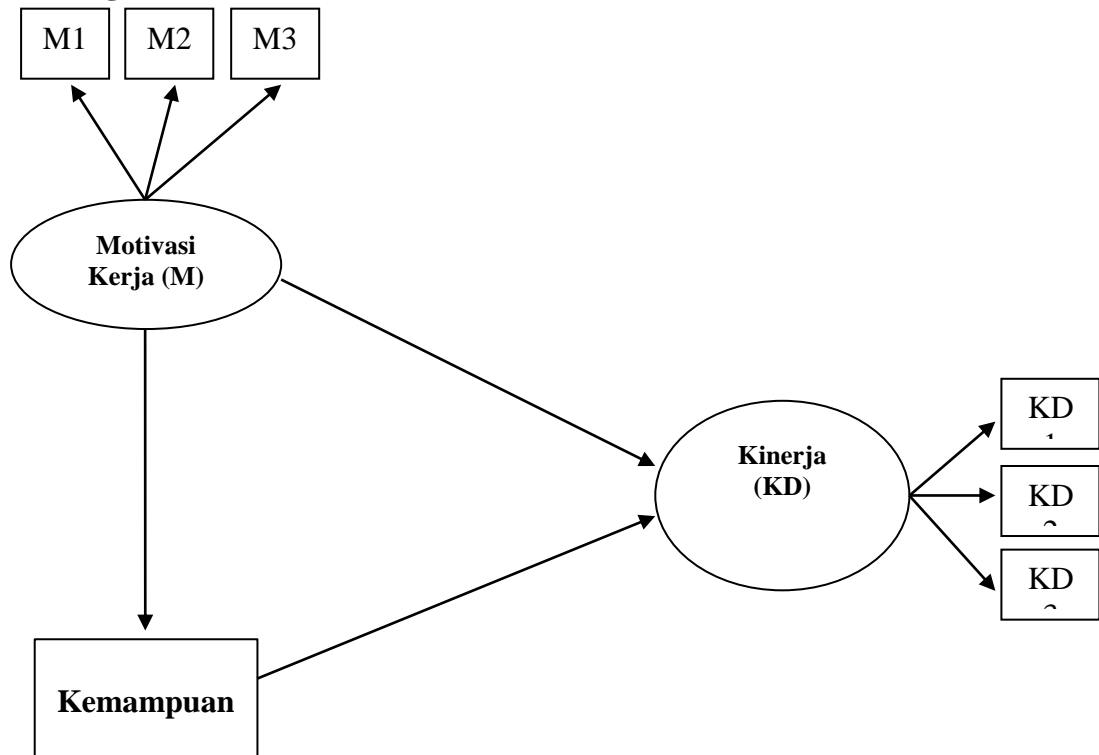 M1
M2
M3
Motivasi
Kerja (M)
Kinerja
(KD)
KD
KD
KD
Kemampuan